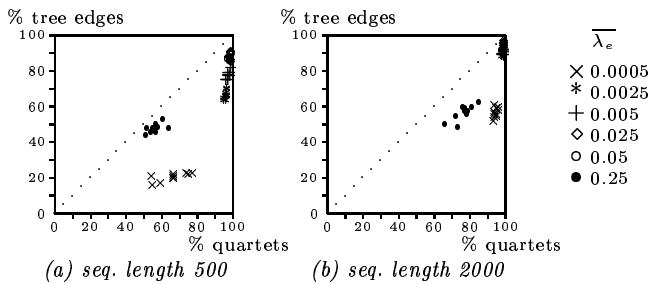 % tree edges
100
80
60
40
20
0
0 20 40 60 80 100
% quartets
(a) seq. length 500
% tree edges
100
80
60
40
20
0
0 20 40 60 80 100
% quartets
(b) seq. length 2000
λe
0.0005
0.0025
0.005
0.025
0.05
0.25